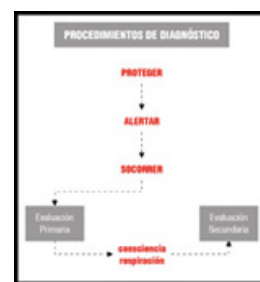 PROCEDIMIENTOS DE DIAGNÓSTICO
PROTEGER
ALERTAR
SOCORRER
Evaluación
Primaria
Evaluación
Secundaria
consciencia
respiración